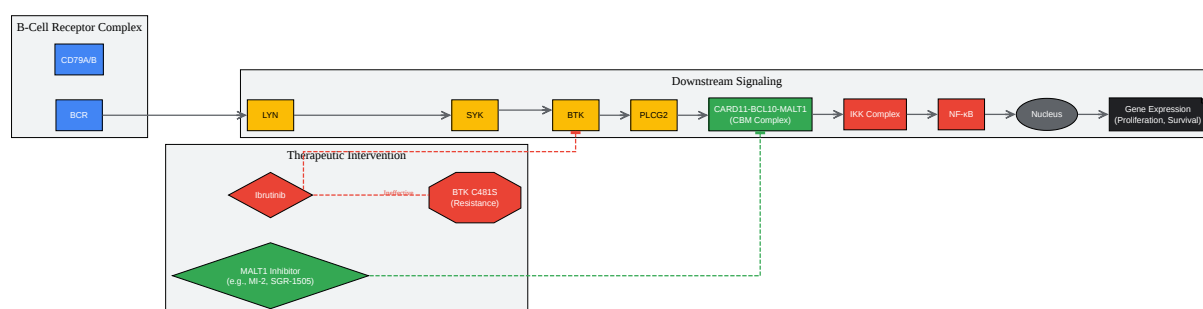 B-Cell Receptor Complex
CD79A/B
BCR
Downstream Signaling
LYN
SYK
BTK
PLCG2
CARD11-BCL10-MALT1
(CBM Complex)
IKK Complex
NF-κB
Nucleus
Gene Expression
(Proliferation, Survival)
Therapeutic Intervention
Ibrutinib
Ineffective
BTK C481S
(Resistance)
MALT1 Inhibitor
(e.g., MI-2, SGR-1505)